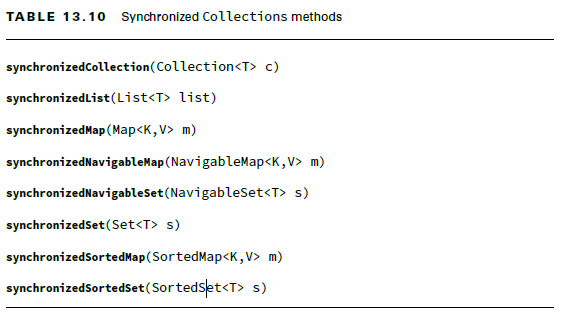 TABLE 13.10 Synchronized Collections methods
synchronizedCollection(Collection<T> c)
synchronizedList(List<T> list)
synchronizedMap(Map<K,V> m)
synchronizedNavigableMap(NavigableMap<K,V> m)
synchronizedNavigableSet(NavigableSet<T> s)
synchronizedSet(Set<T> s)
synchronizedSortedMap(SortedMap<K,V> m)
synchronizedSortedSet(SortedSet<T> s)